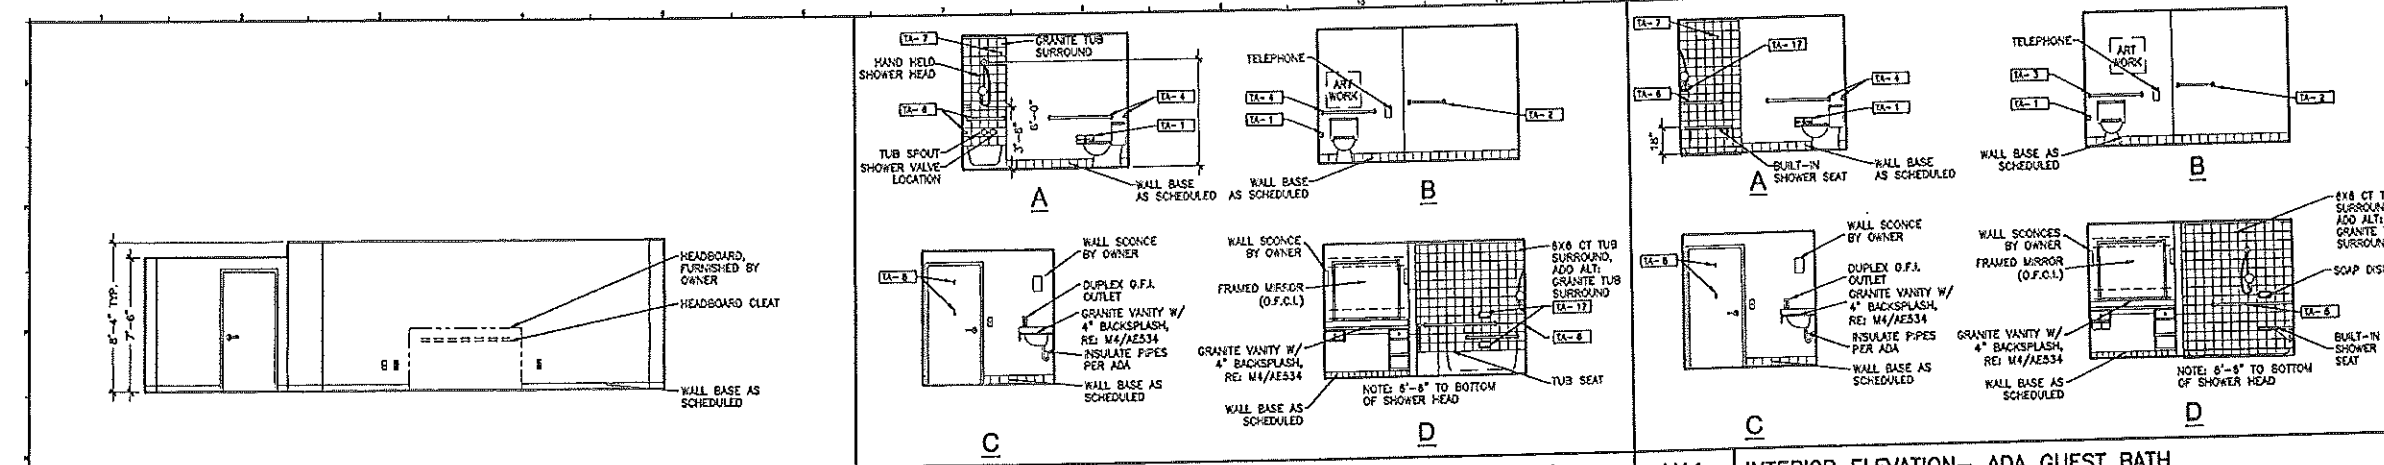 8'-4" TYP.
7'-6"
HEADBOARD,
FURNISHED BY
OWNER
HEADBOARD CLEAT
WALL BASE AS
SCHEDULED
TA-7
GRANITE TUB
SURROUND
HAND HELD
SHOWER HEAD
TA-6
TUB SPOUT
SHOWER VALVE
LOCATION
6'-0"
TA-4
TA-1
WALL BASE
AS SCHEDULED
A
TELEPHONE
ART
WORK
TA-4
TA-1
TA-2
WALL BASE
AS SCHEDULED
B
TA-8
WALL SCONCE
BY OWNER
DUPLEX G.F.I.
OUTLET
GRANITE VANITY W/
4" BACKSPLASH,
RE: M4/AE534
INSULATE PIPES
PER ADA
WALL BASE AS
SCHEDULED
C
WALL SCONCE
BY OWNER
FRAMED MIRROR
(O.F.C.I.)
GRANITE VANITY W/
4" BACKSPLASH,
RE: M4/AE534
WALL BASE AS
SCHEDULED
6X6 CT TUB
SURROUND,
ADD ALT:
GRANITE TUB
SURROUND
TA-17
TA-6
TUB SEAT
NOTE: 6'-6" TO BOTTOM
OF SHOWER HEAD
D
TA-7
TA-17
TA-6
18"
TA-4
TA-1
BUILT-IN
SHOWER SEAT
WALL BASE
AS SCHEDULED
A
TELEPHONE
ART
WORK
TA-3
TA-1
TA-2
WALL BASE AS
SCHEDULED
B
TA-8
WALL SCONCE
BY OWNER
DUPLEX G.F.I.
OUTLET
GRANITE VANITY W/
4" BACKSPLASH,
RE: M4/AE534
INSULATE PIPES
PER ADA
WALL BASE AS
SCHEDULED
C
WALL SCONCES
BY OWNER
FRAMED MIRROR
(O.F.C.I.)
GRANITE VANITY W/
4" BACKSPLASH,
RE: M4/AE534
WALL BASE AS
SCHEDULED
6X6 CT T
SURROUN
ADD ALT:
GRANITE T
SURROUN
SOAP DIS
TA-6
BUILT-IN
SHOWER
SEAT
NOTE: 6'-6" TO BOTTOM
OF SHOWER HEAD
D
INTERIOR ELEVATION- ADA GUEST BATH